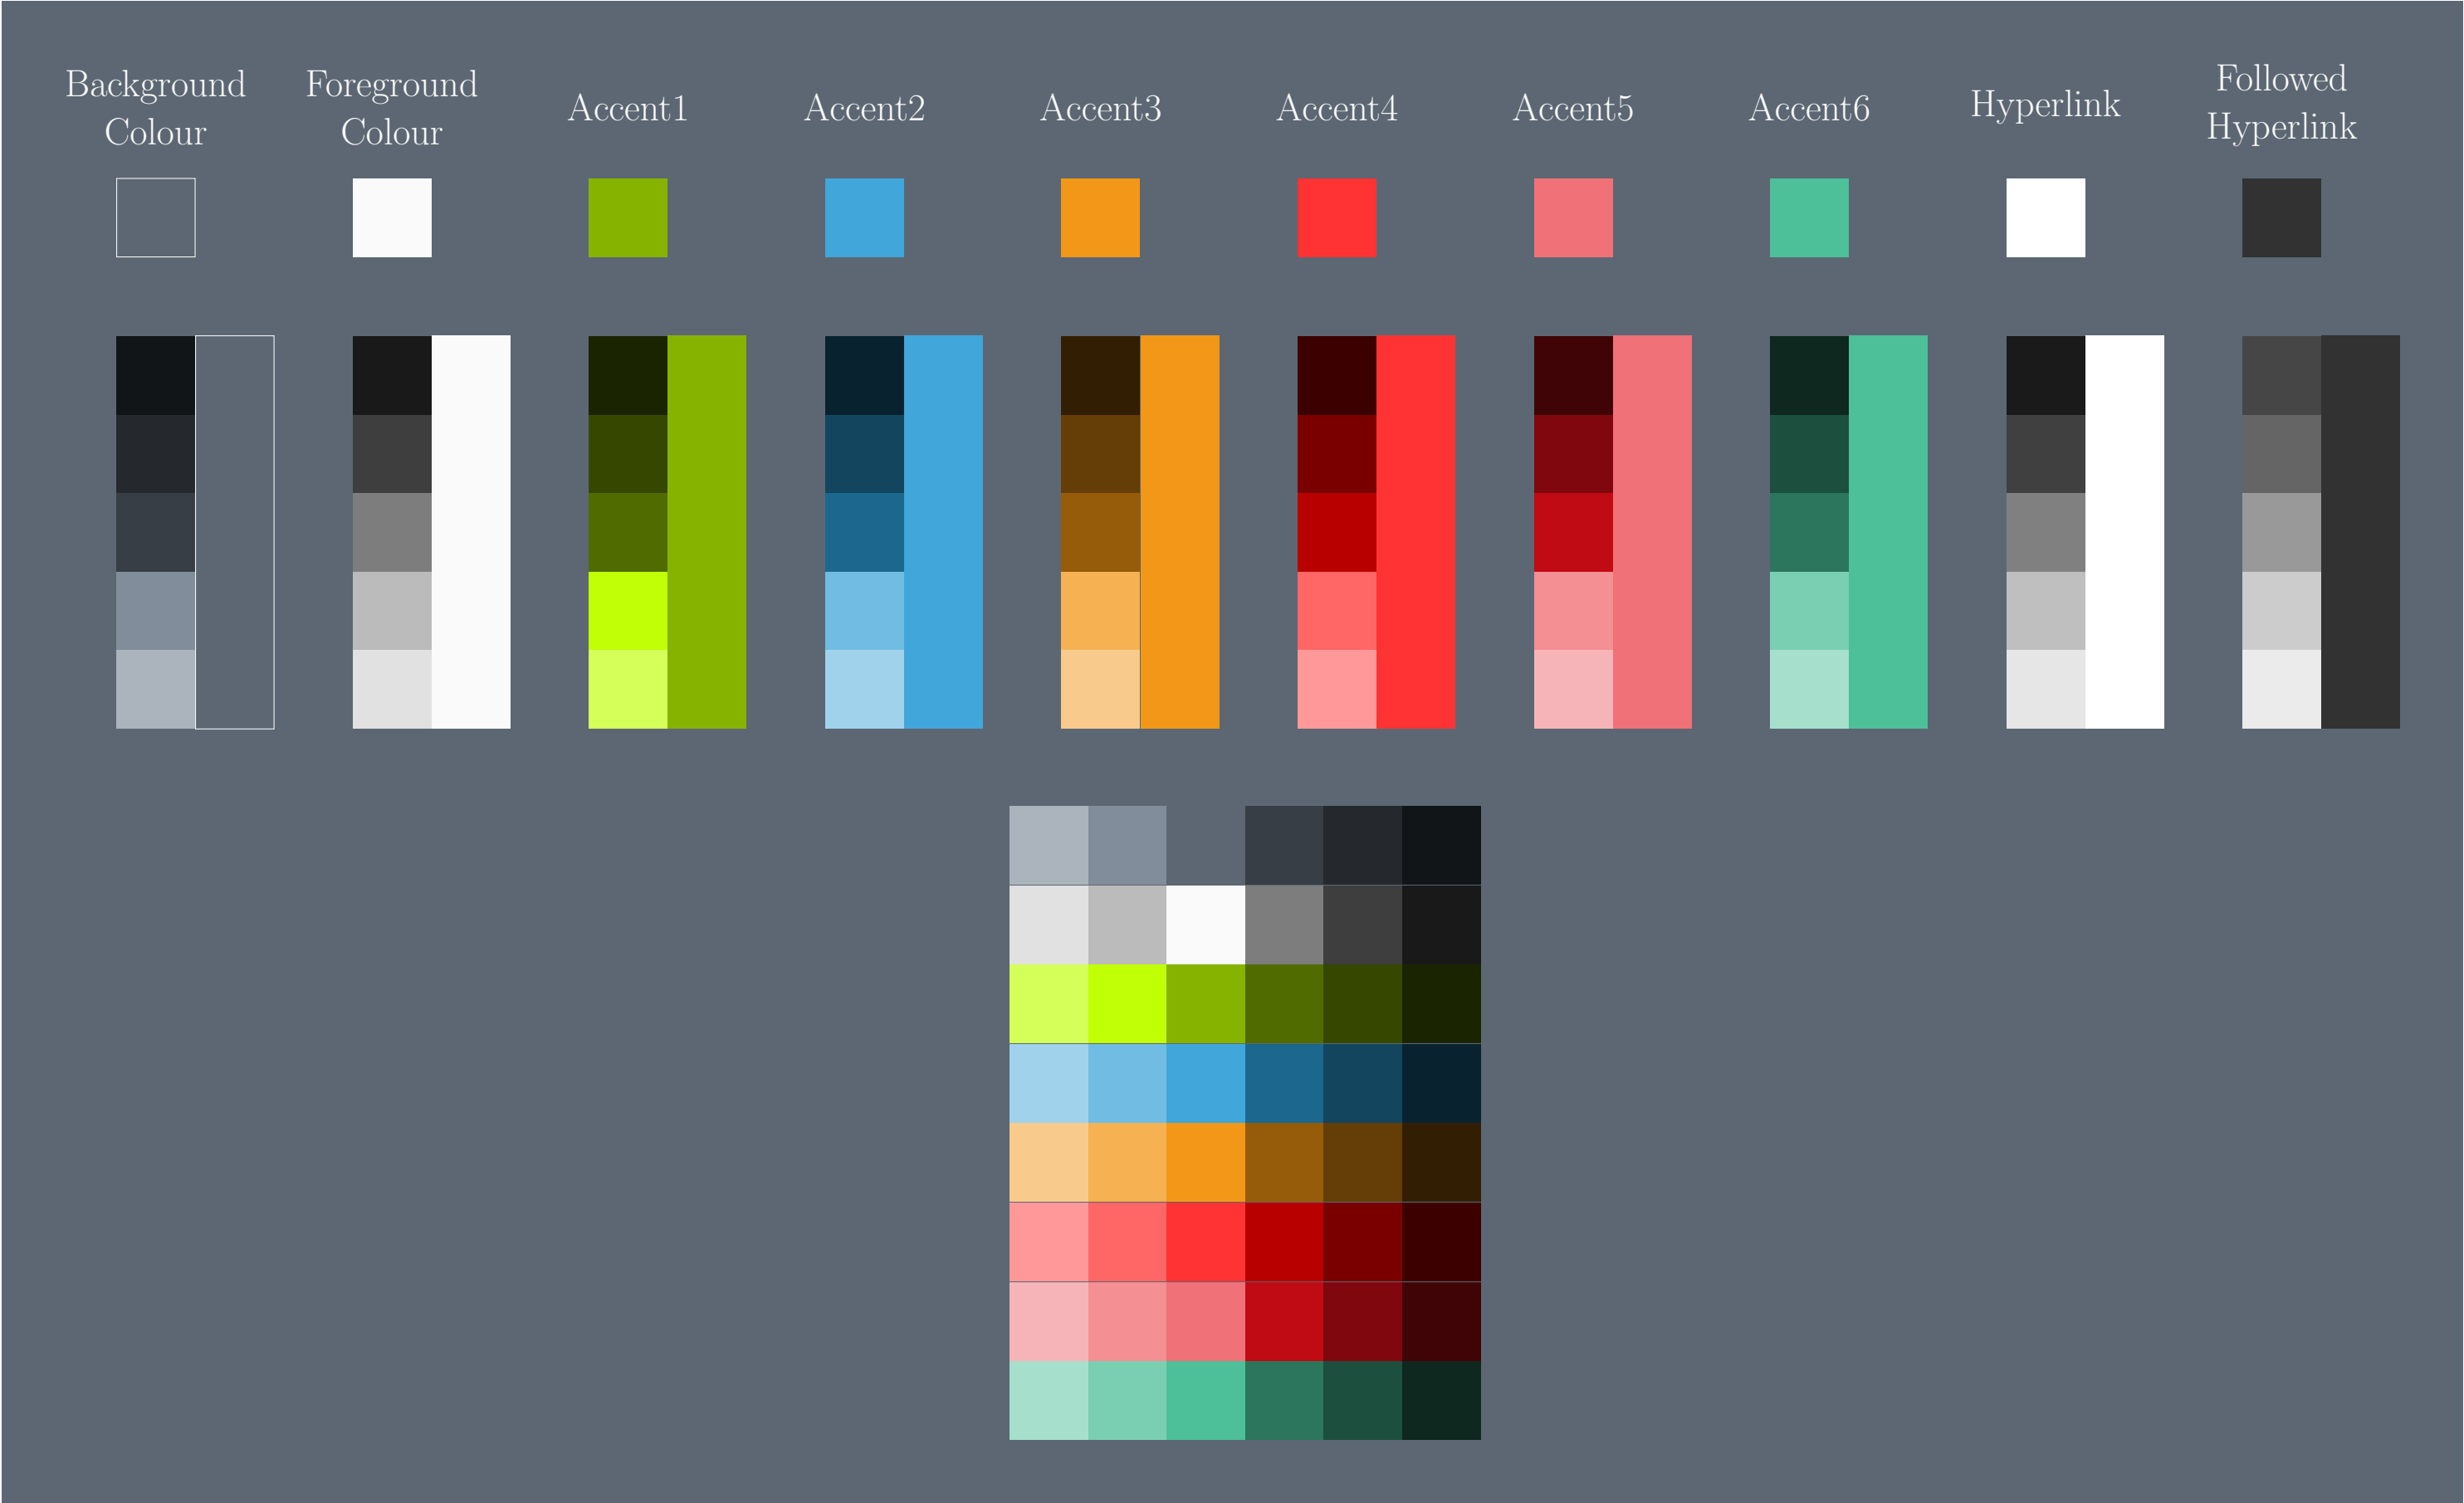 Background
Colour
Foreground
Colour
Accent1
Accent2
Accent3
Accent4
Accent5
Accent6
Hyperlink
Followed
Hyperlink